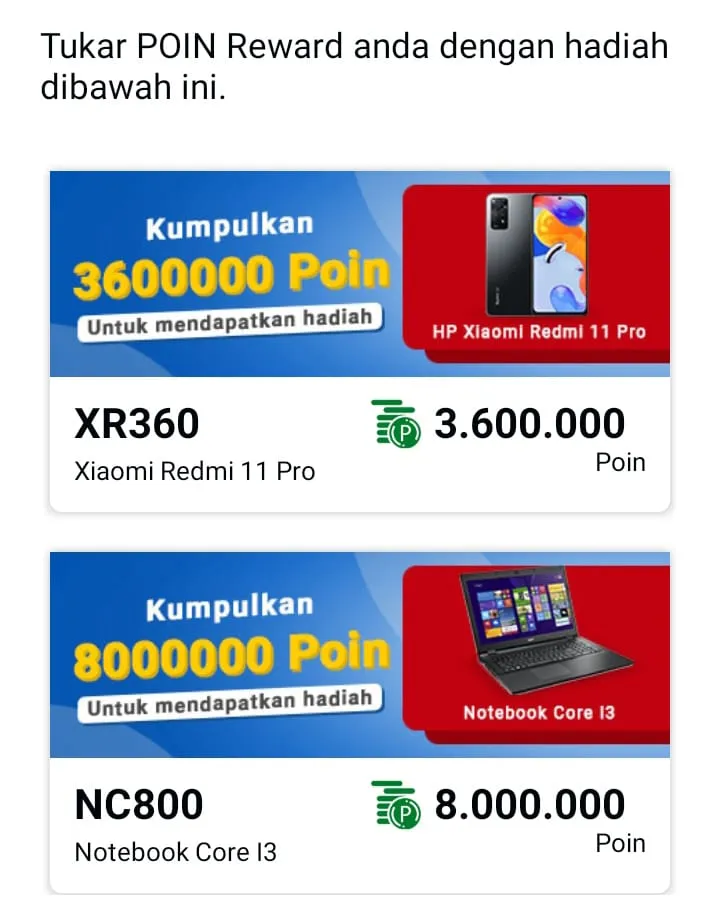 Tukar POIN Reward anda dengan hadiah
dibawah ini.
Kumpulkan
3600000 Poin
Untuk mendapatkan hadiah
HP Xiaomi Redmi 11 Pro
XR360
P
3.600.000
Xiaomi Redmi 11 Pro
Poin
Kumpulkan
8000000 Poin
Untuk mendapatkan hadiah
Notebook Core I3
NC800
P
8.000.000
Notebook Core I3
Poin